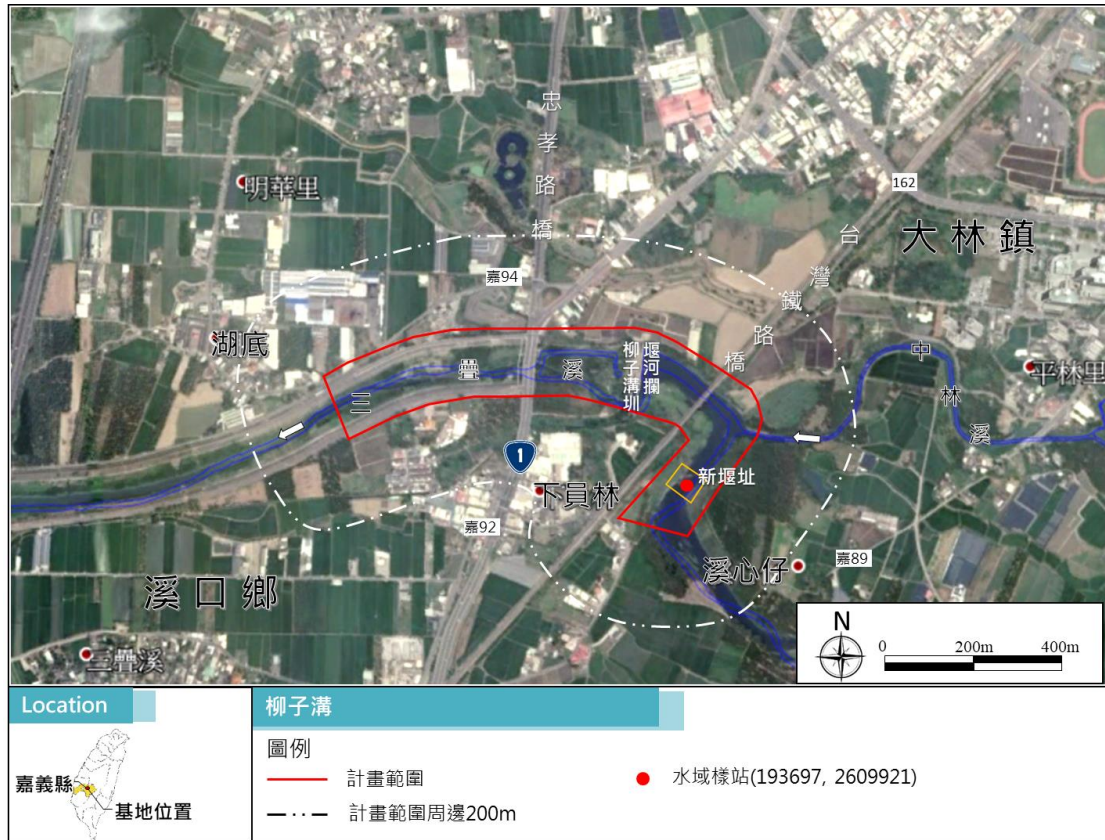 忠孝路橋
明華里
162
大林鎮
台灣鐵路橋
嘉94
湖底
三疊溪
柳子溝圳
堰河攔
中林溪
平林里
1
新堰址
下員林
嘉92
溪心仔
嘉89
溪口鄉
三疊溪
N
0 200m 400m
Location
嘉義縣
基地位置
柳子溝
圖例
計畫範圍
計畫範圍周邊200m
水域樣站(193697, 2609921)